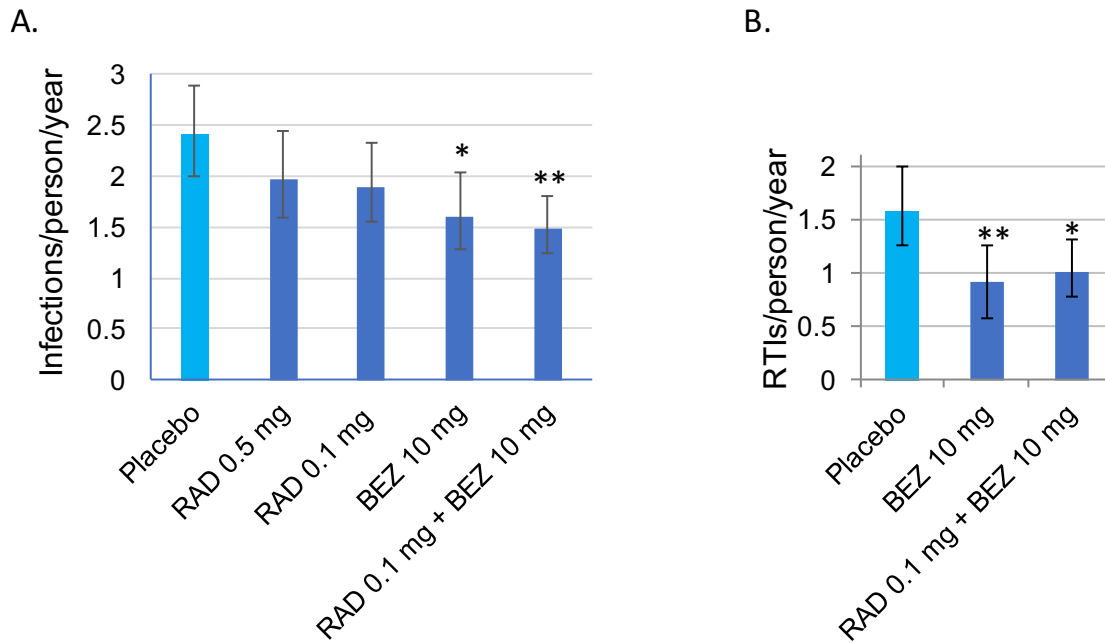 A.
Infections/person/year
3
2.5
2
1.5
1
0.5
0
*
**
Placebo
RAD 0.5 mg
RAD 0.1 mg
BEZ 10 mg
RAD 0.1 mg + BEZ 10 mg
B.
RTIs/person/year
2
1.5
1
0.5
0
**
*
Placebo
BEZ 10 mg
RAD 0.1 mg + BEZ 10 mg